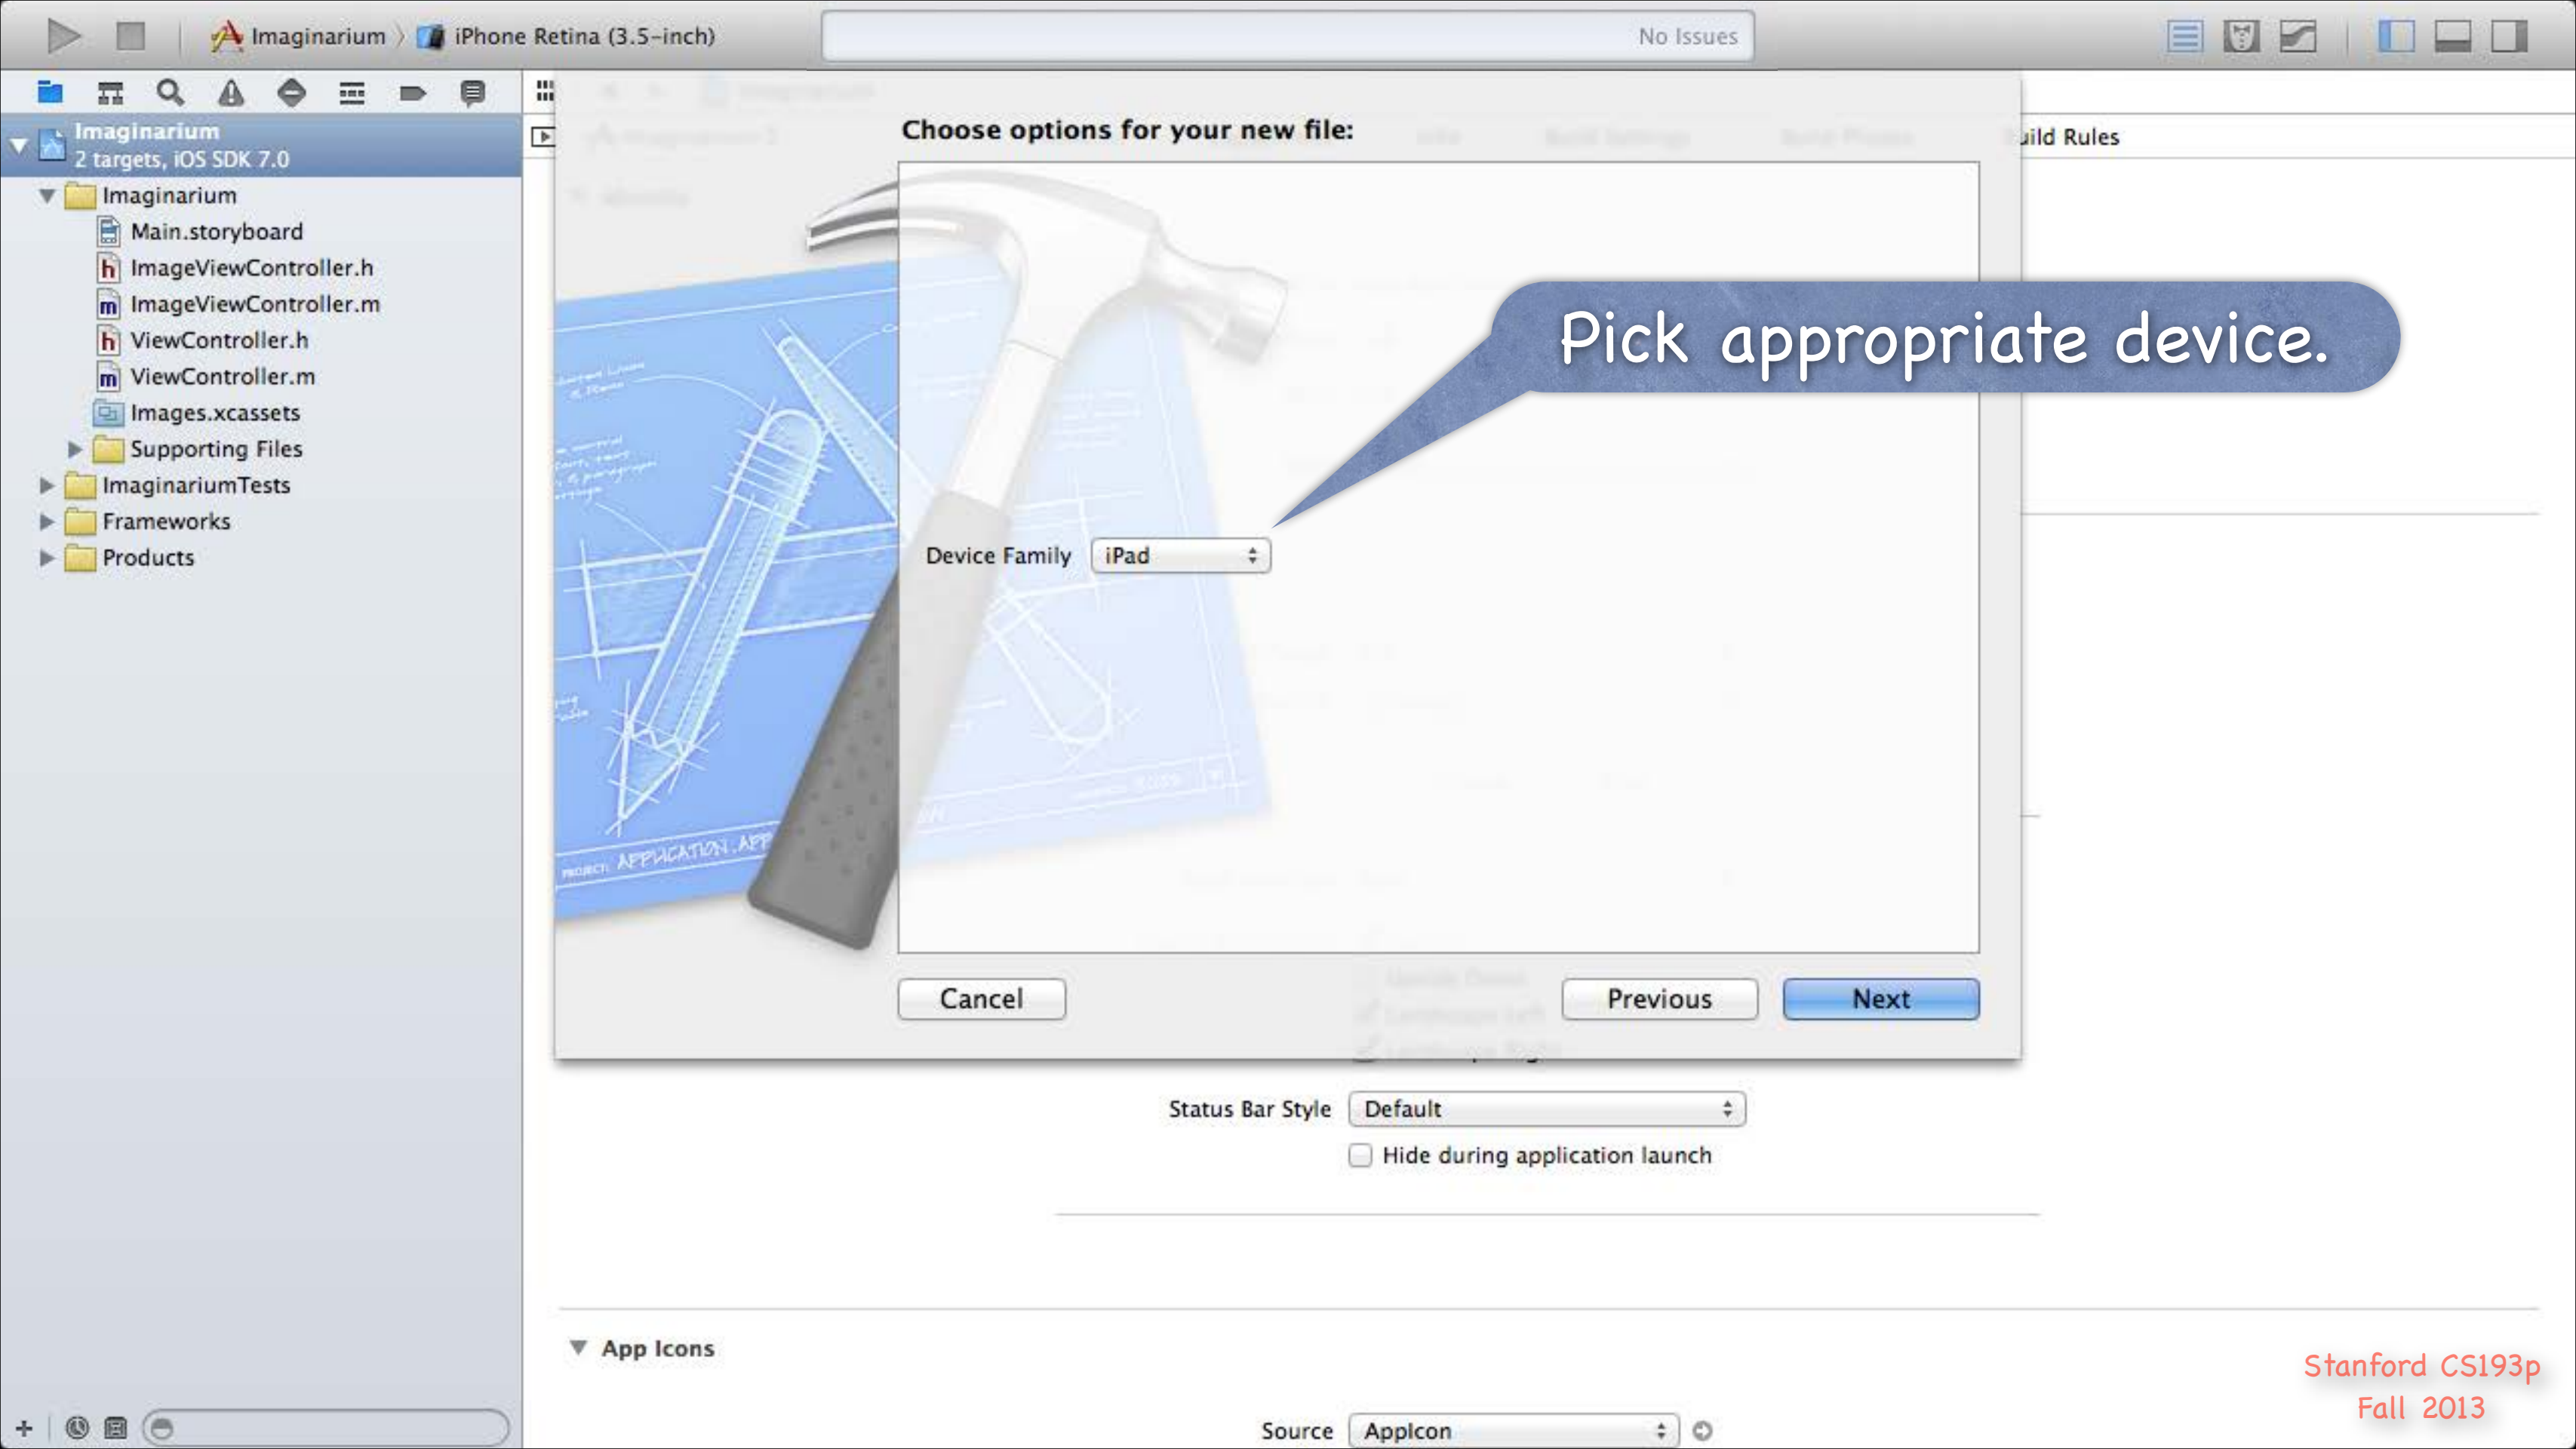 Imaginarium
iPhone Retina (3.5-inch)
No Issues
Imaginarium
2 targets, iOS SDK 7.0
Imaginarium
Main.storyboard
ImageViewController.h
ImageViewController.m
ViewController.h
ViewController.m
Images.xcassets
Supporting Files
ImaginariumTests
Frameworks
Products
Choose options for your new file:
uild Rules
Pick appropriate device.
Device Family
iPad
PROJECT: APPLICATION.APP
Cancel
Previous
Next
Status Bar Style
Default
Hide during application launch
App Icons
Source
AppIcon
Stanford CS193p
Fall 2013